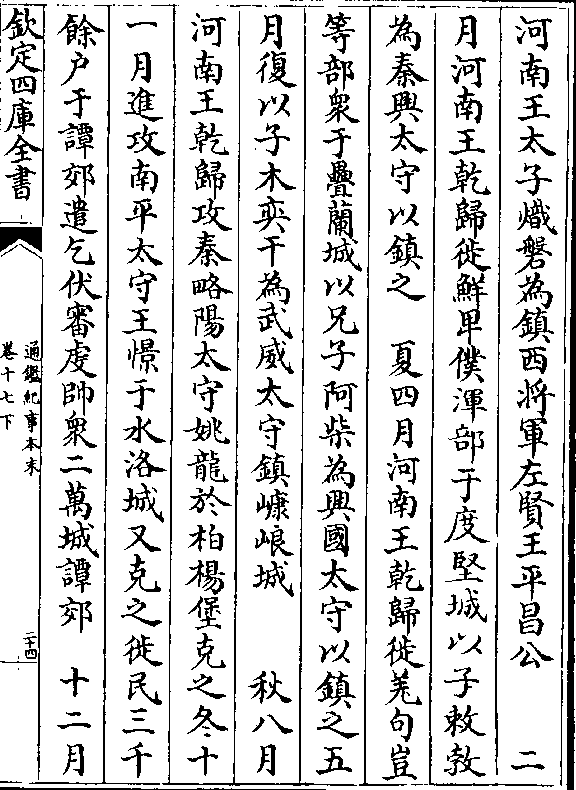 河南王太子熾磐為鎮西將軍左賢王平昌公　二
月河南王乾歸徙鮮卑僕渾部于度堅城以子敕勃
為秦興太守以鎮之　夏四月河南王乾歸徙羌句豈
等部衆于疊蘭城以兄子阿柴為興國太守以鎮之五
月復以子木奕干為武威太守鎮嵻崀城　秋八月
河南王乾歸攻秦略陽太守姚龍於柏楊堡克之冬十
一月進攻南平太守王憬于水洛城又克之徙民三千
餘户于譚郊遣乞伏審虔帥衆二萬城譚郊　十二月
欽定四庫全書
通鑑紀事本末
卷十七下
二十四